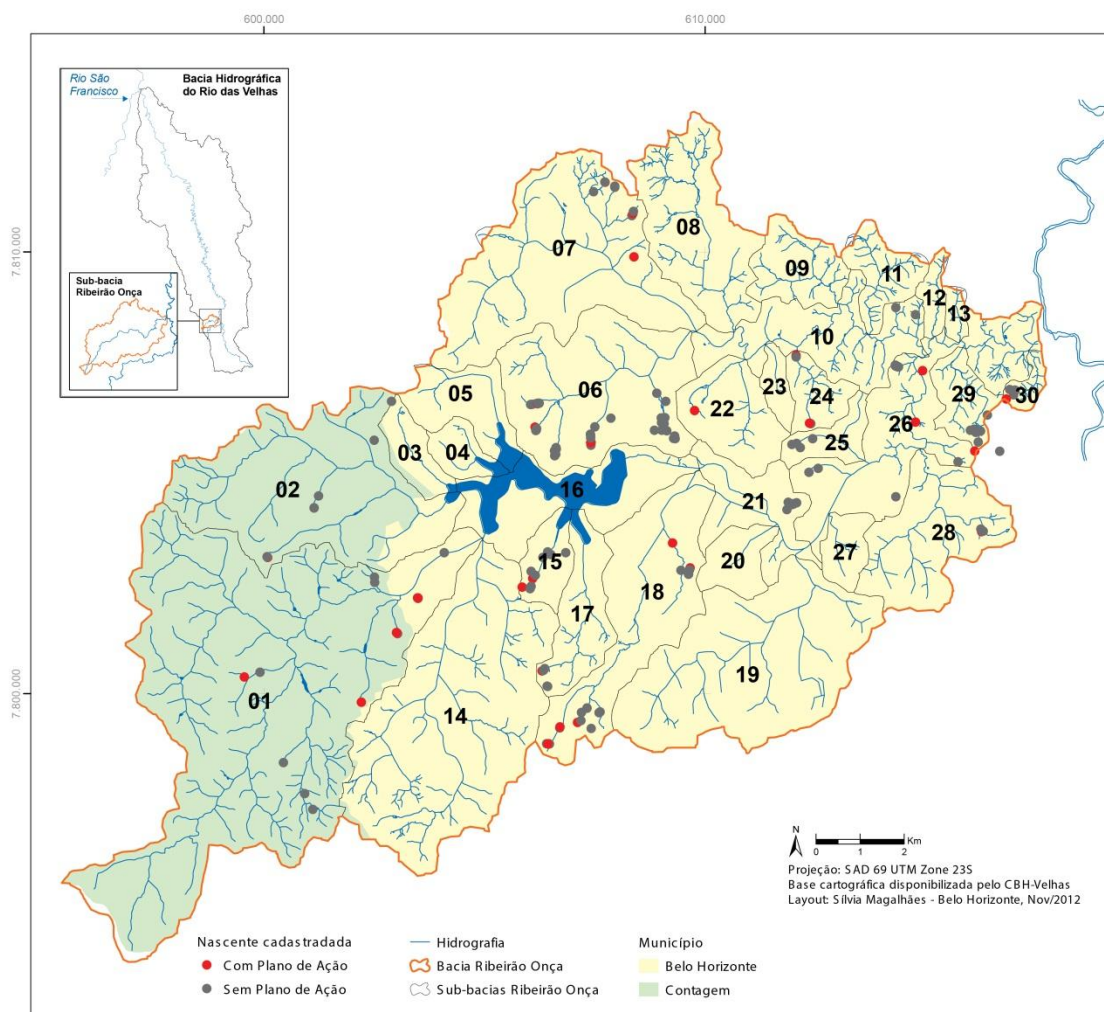 600.000
610.000
Rio São
Francisco
Bacia Hidrográfica
do Rio das Velhas
Sub-bacia
Ribeirão Onça
7.810.000
7.800.000
07
08
09
11
12
13
10
05
06
22
23
24
29
30
26
25
03
04
02
16
21
15
20
27
28
18
17
19
01
14
N
0 1 2 Km
Projeção: SAD 69 UTM Zone 23S
Base cartográfica disponibilizada pelo CBH-Velhas
Layout: Sílvia Magalhães - Belo Horizonte, Nov/2012
Nascente cadastrada
Com Plano de Ação
Sem Plano de Ação
Hidrografia
Bacia Ribeirão Onça
Sub-bacias Ribeirão Onça
Município
Belo Horizonte
Contagem